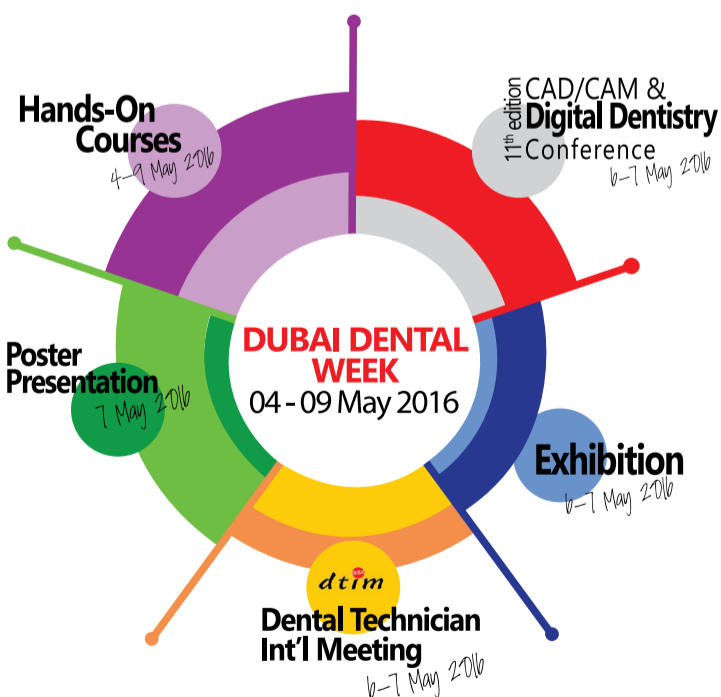 Hands-On
Courses
4-9 May 2016
11th edition
CAD/CAM &
Digital Dentistry
Conference
6-7 May 2016
DUBAI DENTAL
WEEK
04 - 09 May 2016
Poster
Presentation
7 May 2016
Exhibition
6-7 May 2016
DUBAI
dtim
Dental Technician
Int'l Meeting
6-7 May 2016